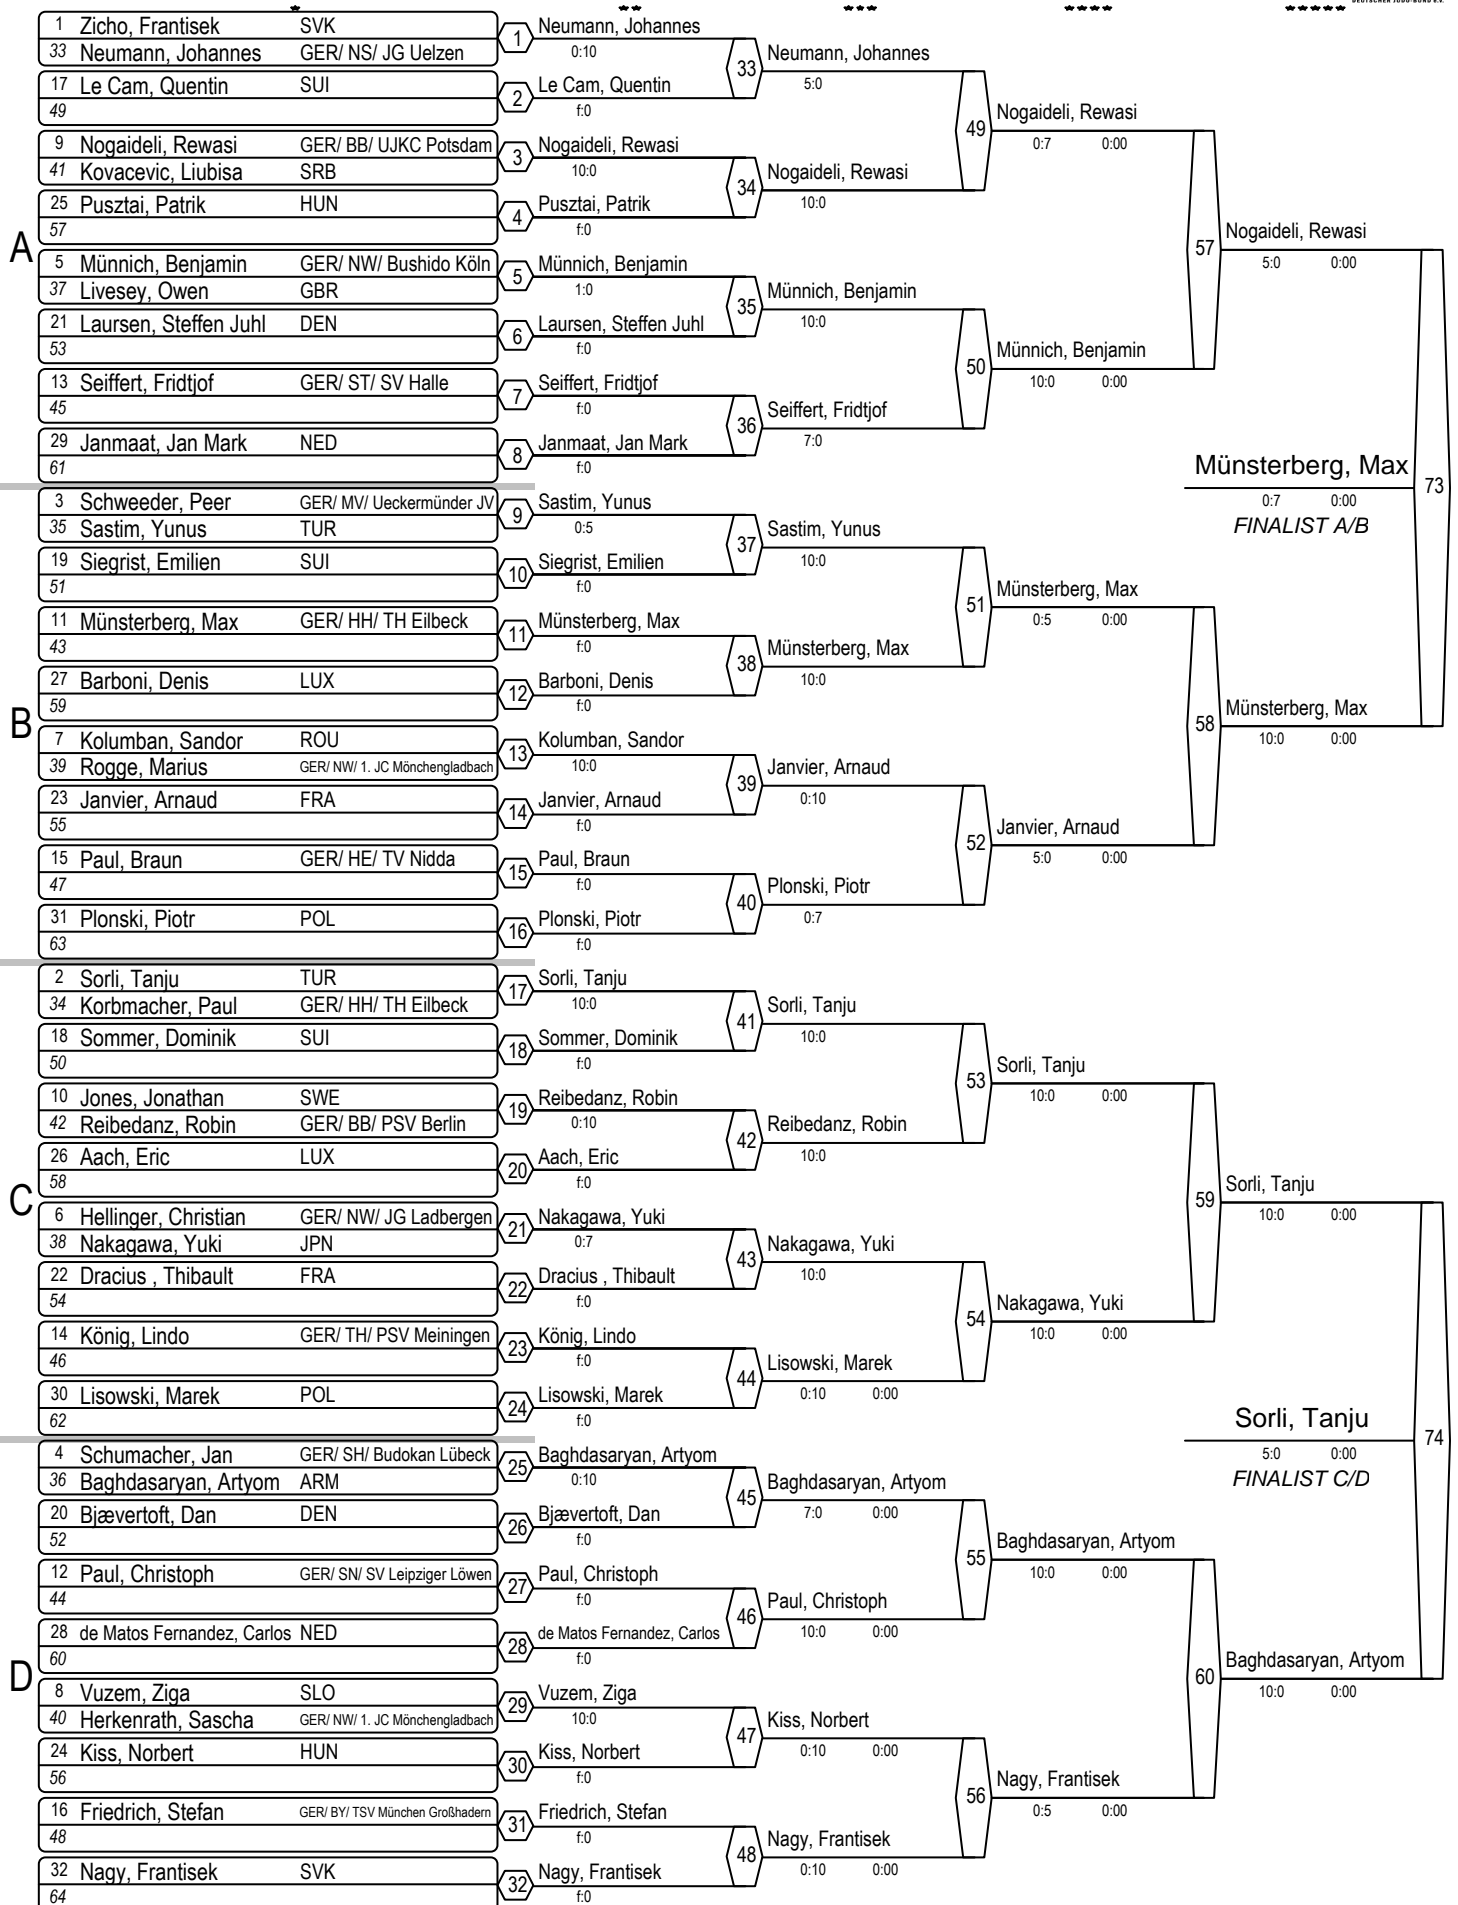 DEUTSCHER JUDO-BUND e.V.
1 Zicho, Frantisek SVK
33 Neumann, Johannes GER/ NS/ JG Uelzen
1
Neumann, Johannes
0:10
17 Le Cam, Quentin SUI
49
2
Le Cam, Quentin
f:0
33
Neumann, Johannes
5:0
9 Nogaideli, Rewasi GER/ BB/ UJKC Potsdam
41 Kovacevic, Liubisa SRB
3
Nogaideli, Rewasi
10:0
25 Pusztai, Patrik HUN
57
4
Pusztai, Patrik
f:0
34
Nogaideli, Rewasi
10:0
49
Nogaideli, Rewasi
0:7 0:00
A
5 Münnich, Benjamin GER/ NW/ Bushido Köln
37 Livesey, Owen GBR
5
Münnich, Benjamin
1:0
21 Laursen, Steffen Juhl DEN
53
6
Laursen, Steffen Juhl
f:0
35
Münnich, Benjamin
10:0
13 Seiffert, Fridtjof GER/ ST/ SV Halle
45
7
Seiffert, Fridtjof
f:0
29 Janmaat, Jan Mark NED
61
8
Janmaat, Jan Mark
f:0
36
Seiffert, Fridtjof
7:0
50
Münnich, Benjamin
10:0 0:00
57
Nogaideli, Rewasi
5:0 0:00
3 Schweeder, Peer GER/ MV/ Ueckermünder JV
35 Sastim, Yunus TUR
9
Sastim, Yunus
0:5
19 Siegrist, Emilien SUI
51
10
Siegrist, Emilien
f:0
37
Sastim, Yunus
10:0
11 Münsterberg, Max GER/ HH/ TH Eilbeck
43
11
Münsterberg, Max
f:0
27 Barboni, Denis LUX
59
12
Barboni, Denis
f:0
38
Münsterberg, Max
10:0
51
Münsterberg, Max
0:5 0:00
B
7 Kolumban, Sandor ROU
39 Rogge, Marius GER/ NW/ 1. JC Mönchengladbach
13
Kolumban, Sandor
10:0
23 Janvier, Arnaud FRA
55
14
Janvier, Arnaud
f:0
39
Janvier, Arnaud
0:10
15 Paul, Braun GER/ HE/ TV Nidda
47
15
Paul, Braun
f:0
31 Plonski, Piotr POL
63
16
Plonski, Piotr
f:0
40
Plonski, Piotr
0:7
52
Janvier, Arnaud
5:0 0:00
58
Münsterberg, Max
10:0 0:00
Münsterberg, Max
73
0:7 0:00
FINALIST A/B
2 Sorli, Tanju TUR
34 Korbmacher, Paul GER/ HH/ TH Eilbeck
17
Sorli, Tanju
10:0
18 Sommer, Dominik SUI
50
18
Sommer, Dominik
f:0
41
Sorli, Tanju
10:0
10 Jones, Jonathan SWE
42 Reibedanz, Robin GER/ BB/ PSV Berlin
19
Reibedanz, Robin
0:10
26 Aach, Eric LUX
58
20
Aach, Eric
f:0
42
Reibedanz, Robin
10:0
53
Sorli, Tanju
10:0 0:00
C
6 Hellinger, Christian GER/ NW/ JG Ladbergen
38 Nakagawa, Yuki JPN
21
Nakagawa, Yuki
0:7
22 Dracius , Thibault FRA
54
22
Dracius , Thibault
f:0
43
Nakagawa, Yuki
10:0
14 König, Lindo GER/ TH/ PSV Meiningen
46
23
König, Lindo
f:0
30 Lisowski, Marek POL
62
24
Lisowski, Marek
f:0
44
Lisowski, Marek
0:10 0:00
54
Nakagawa, Yuki
10:0 0:00
59
Sorli, Tanju
10:0 0:00
4 Schumacher, Jan GER/ SH/ Budokan Lübeck
36 Baghdasaryan, Artyom ARM
25
Baghdasaryan, Artyom
0:10
20 Bjævertoft, Dan DEN
52
26
Bjævertoft, Dan
f:0
45
Baghdasaryan, Artyom
7:0 0:00
12 Paul, Christoph GER/ SN/ SV Leipziger Löwen
44
27
Paul, Christoph
f:0
28 de Matos Fernandez, Carlos NED
60
28
de Matos Fernandez, Carlos
f:0
46
Paul, Christoph
10:0 0:00
55
Baghdasaryan, Artyom
10:0 0:00
D
8 Vuzem, Ziga SLO
40 Herkenrath, Sascha GER/ NW/ 1. JC Mönchengladbach
29
Vuzem, Ziga
10:0
24 Kiss, Norbert HUN
56
30
Kiss, Norbert
f:0
47
Kiss, Norbert
0:10 0:00
16 Friedrich, Stefan GER/ BY/ TSV München Großhadern
48
31
Friedrich, Stefan
f:0
32 Nagy, Frantisek SVK
64
32
Nagy, Frantisek
f:0
48
Nagy, Frantisek
0:10 0:00
56
Nagy, Frantisek
0:5 0:00
60
Baghdasaryan, Artyom
10:0 0:00
Sorli, Tanju
74
5:0 0:00
FINALIST C/D